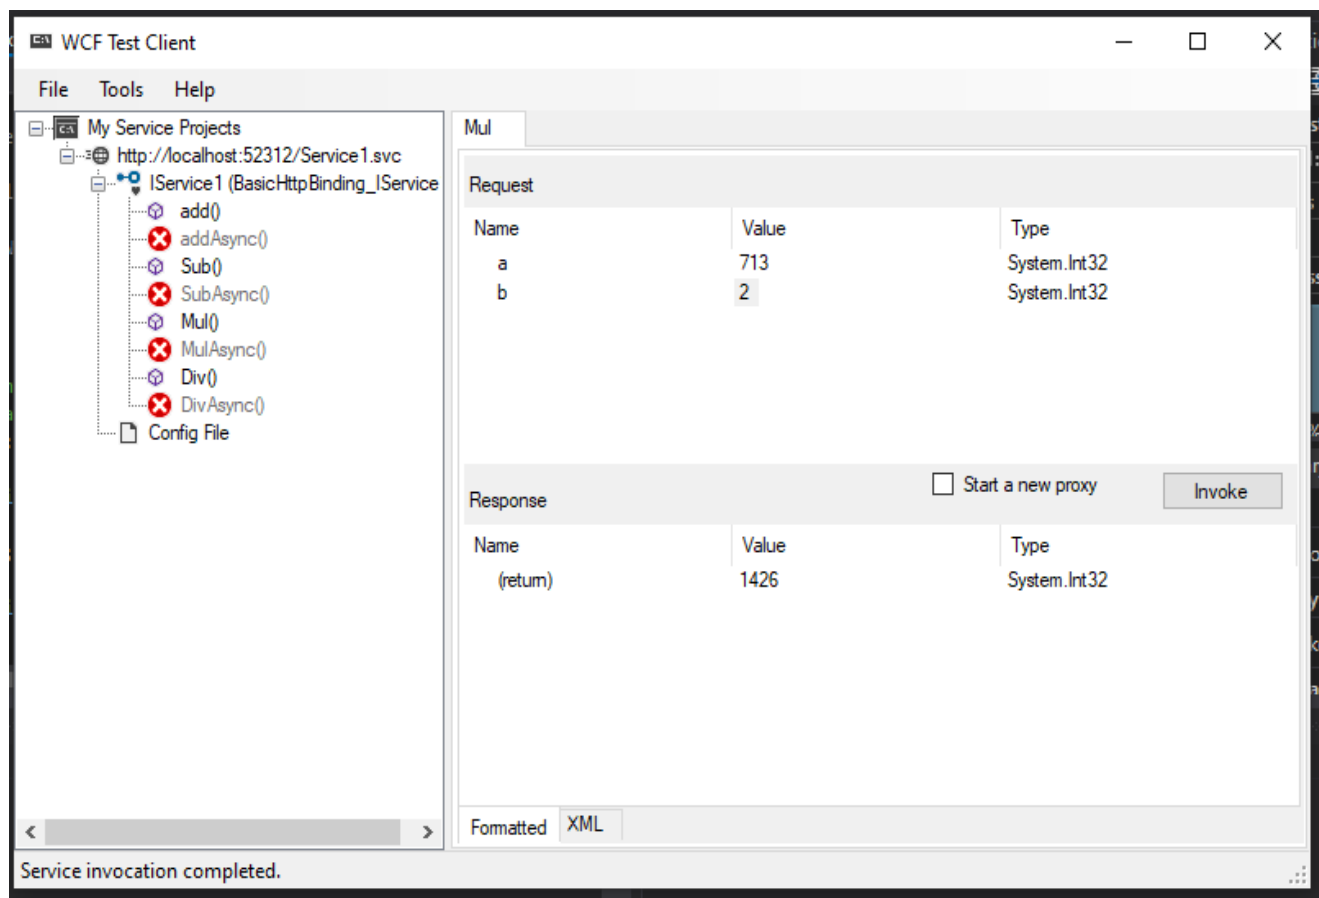 WCF Test Client
File Tools Help
My Service Projects
http://localhost:52312/Service1.svc
IService1 (BasicHttpBinding_IService
add()
addAsync()
Sub()
SubAsync()
Mul()
MulAsync()
Div()
DivAsync()
Config File
Mul
Request
Name Value Type
a 713 System.Int32
b 2 System.Int32
Response
Start a new proxy
Invoke
Name Value Type
(return) 1426 System.Int32
Formatted XML
Service invocation completed.